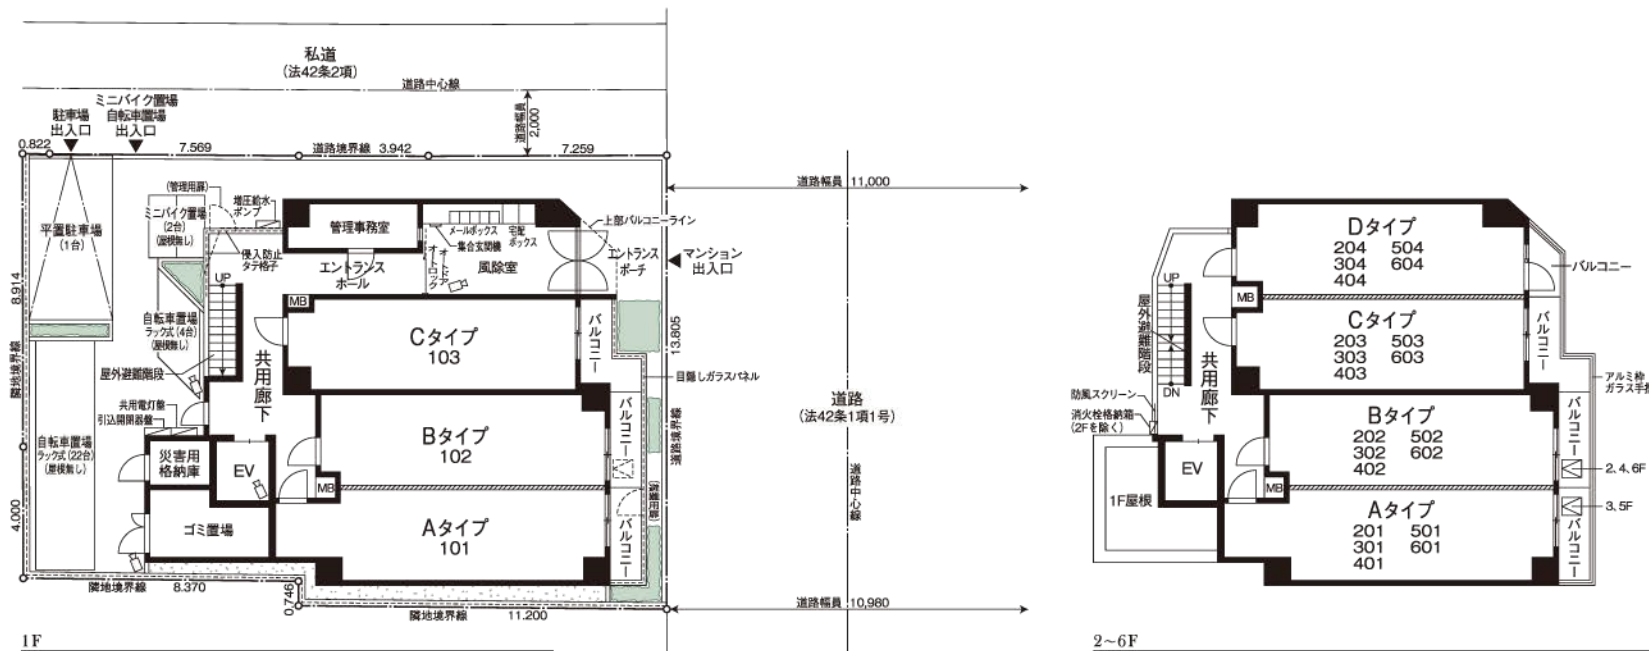 私道
(法42条2項)
道路中心線
道路幅員
2,000
ミニバイク置場
自転車置場
出入口
駐車場
出入口
0.822
7.569
道路境界線 3.942
7.259
道路幅員 11,000
(管理用扉)
増圧給水
ポンプ
ミニバイク置場
(2台)
(屋根無し)
平置駐車場
(1台)
侵入防止
タテ格子
管理事務室
メールボックス
宅配
ボックス
集合玄関機
オートロック
ドア
風除室
エントランス
ホール
上部バルコニーライン
エントランス
ポーチ
マンション
出入口
UP
MB
8.914
隣地境界線
自転車置場
ラック式(4台)
(屋根無し)
屋外避難階段
共用廊下
Cタイプ
103
バルコニー
13.805
目隠しガラスパネル
道路境界線
道路
(法42条1項1号)
道路中心線
共用電灯盤
引込開閉器盤
自転車置場
ラック式(22台)
(屋根無し)
災害用
格納庫
EV
Bタイプ
102
バルコニー
MB
4.000
ゴミ置場
Aタイプ
101
バルコニー
(避難用扉)
隣地境界線
8.370
0.746
隣地境界線
11.200
道路幅員 10,980
1F
Dタイプ
204 504
304 604
404
バルコニー
UP
MB
屋外避難階段
Cタイプ
203 503
303 603
403
バルコニー
共用廊下
DN
アルミ枠
防風スクリーン
消火栓格納箱
(2Fを除く)
Bタイプ
202 502
302 602
402
バルコニー
EV
MB
2,4,6F
1F屋根
Aタイプ
201 501
301 601
401
バルコニー
3,5F
2~6F